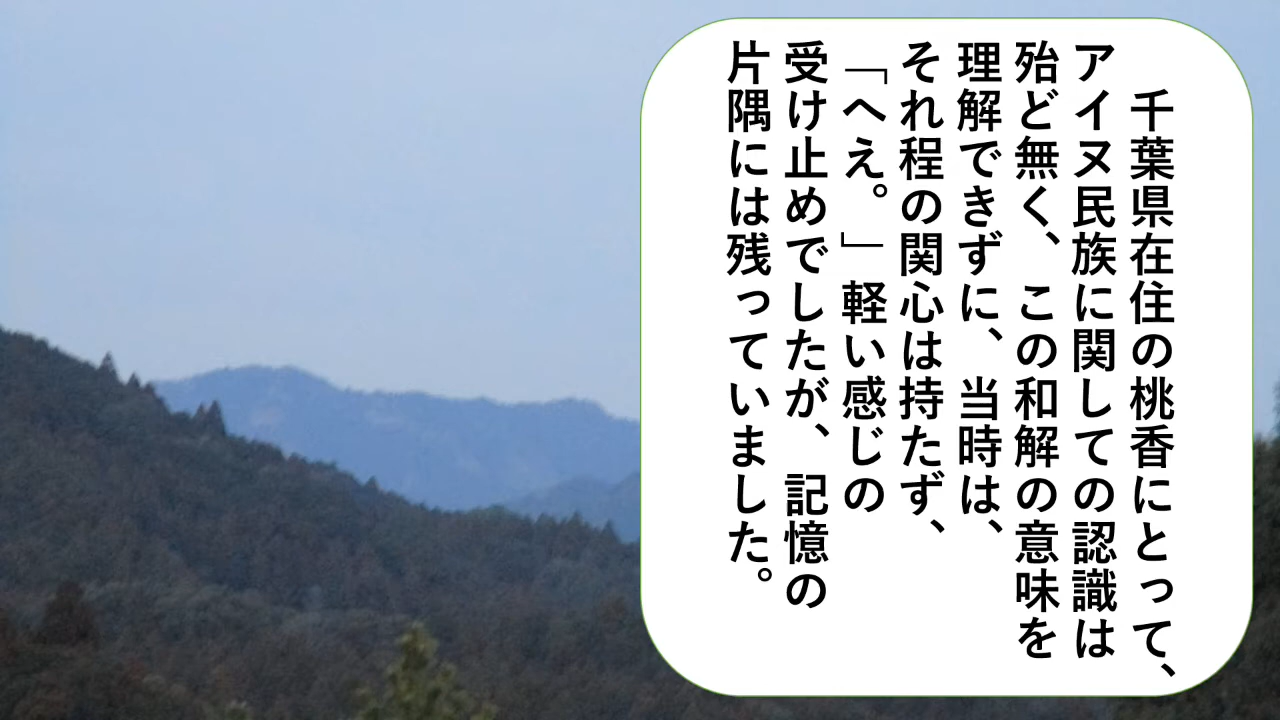 千葉県在住の桃香にとって、
アイヌ民族に関しての認識は
殆ど無く、この和解の意味を
理解できずに、当時は、
それ程の関心は持たず、
「へえ。」軽い感じの
受け止めでしたが、記憶の
片隅には残っていました。